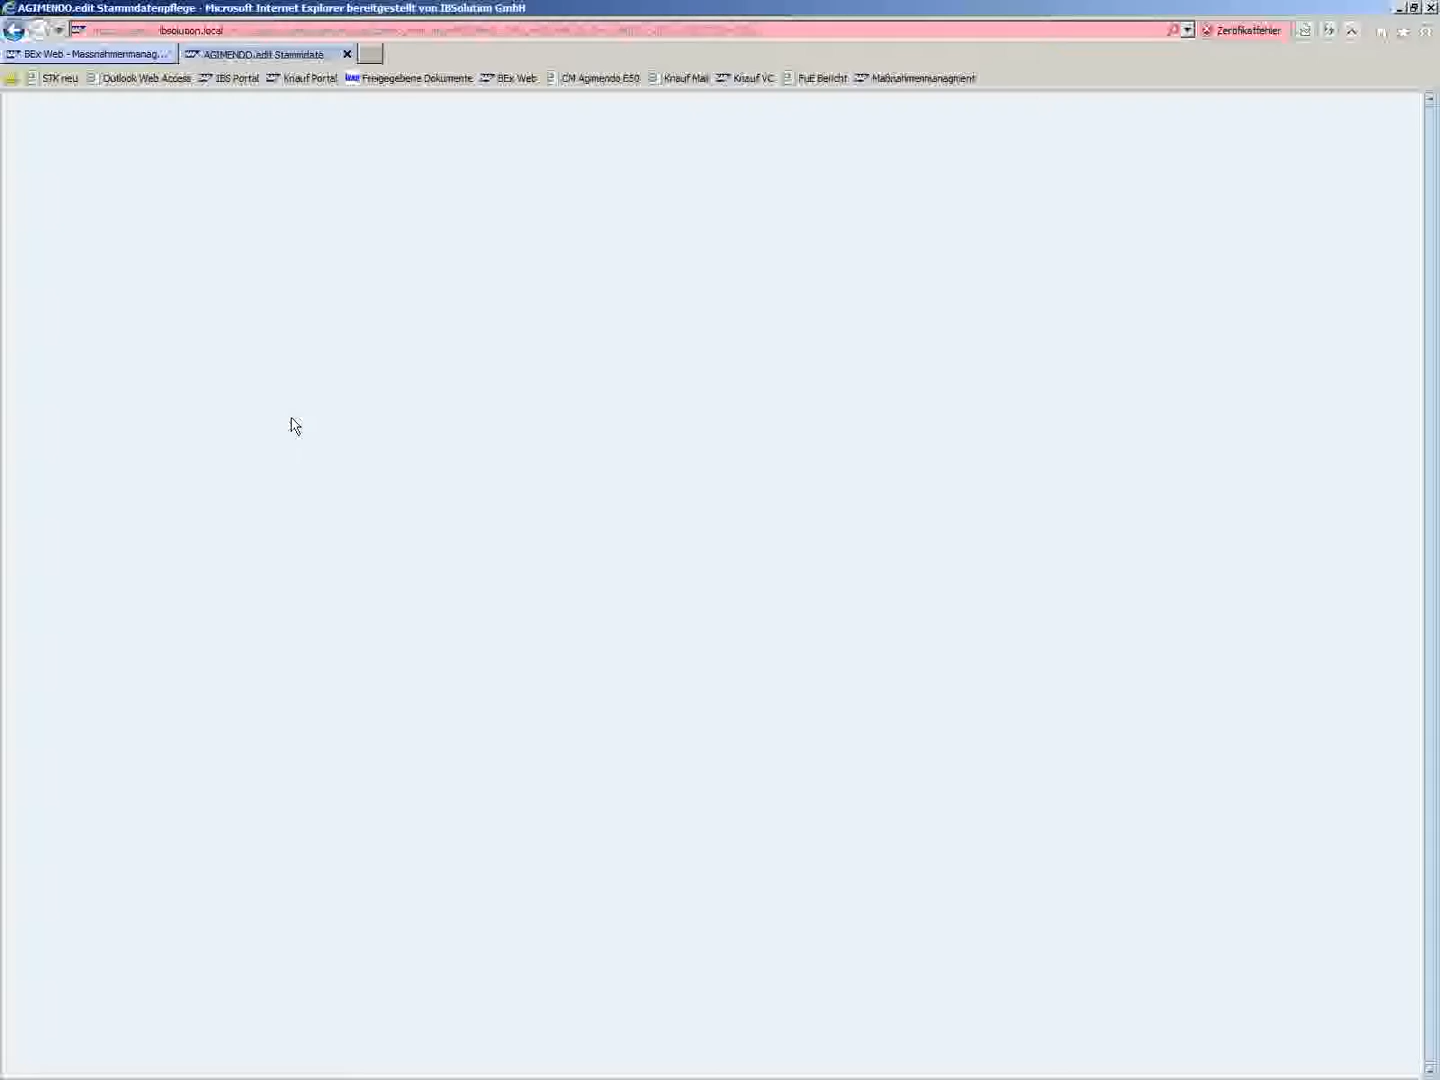 AGIMENDO.edit Stammdatenpflege - Microsoft Internet Explorer bereitgestellt von IBSolution GmbH
ibsolution.local
Zertifikatfehler
BEx Web - Massnahmenmanag...
AGIMENDO.edit Stammdate
STK neu
Outlook Web Access
IBS Portal
Knauf Portal
Freigegebene Dokumente
BEx Web
CM Agimendo E50
Knauf Mail
Knauf VC
FuE Bericht
Maßnahmenmanagment